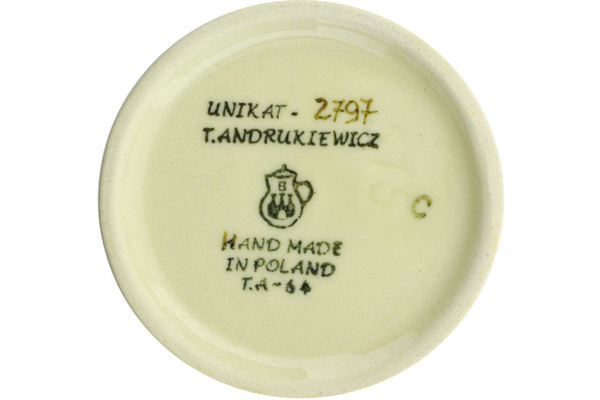 UNIKAT - 2797
T.ANDRUKIEWICZ
B
C
HAND MADE
IN POLAND
T.A-64